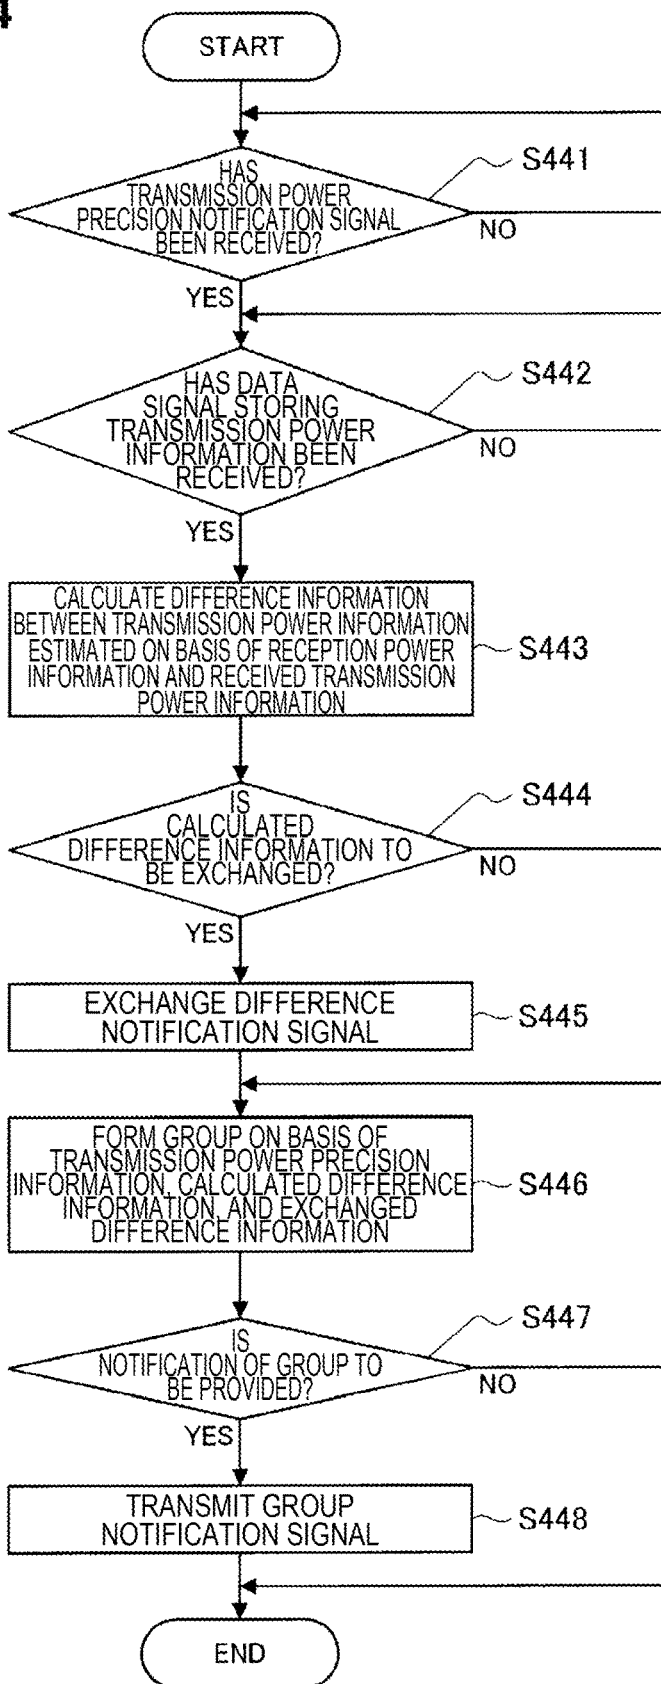 4
START
HAS
TRANSMISSION POWER
PRECISION NOTIFICATION SIGNAL
BEEN RECEIVED?
S441
NO
YES
HAS DATA
SIGNAL STORING
TRANSMISSION POWER
INFORMATION BEEN
RECEIVED?
S442
NO
YES
CALCULATE DIFFERENCE INFORMATION
BETWEEN TRANSMISSION POWER INFORMATION
ESTIMATED ON BASIS OF RECEPTION POWER
INFORMATION AND RECEIVED TRANSMISSION
POWER INFORMATION
S443
IS
CALCULATED
DIFFERENCE INFORMATION TO
BE EXCHANGED?
S444
NO
YES
EXCHANGE DIFFERENCE
NOTIFICATION SIGNAL
S445
FORM GROUP ON BASIS OF
TRANSMISSION POWER PRECISION
INFORMATION, CALCULATED DIFFERENCE
INFORMATION, AND EXCHANGED
DIFFERENCE INFORMATION
S446
IS
NOTIFICATION OF GROUP TO
BE PROVIDED?
S447
NO
YES
TRANSMIT GROUP
NOTIFICATION SIGNAL
S448
END